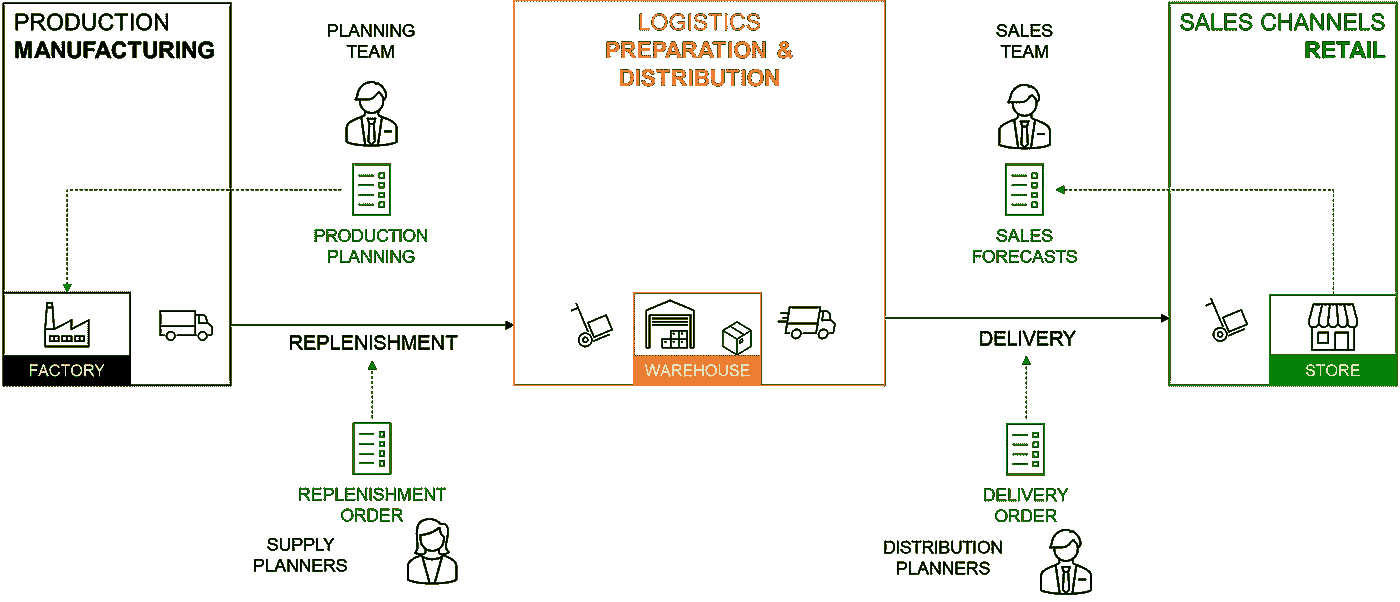 PRODUCTION
MANUFACTURING
PLANNING
TEAM
LOGISTICS
PREPARATION &
DISTRIBUTION
SALES
TEAM
SALES CHANNELS
RETAIL
PRODUCTION
PLANNING
SALES
FORECASTS
FACTORY
REPLENISHMENT
WAREHOUSE
DELIVERY
STORE
REPLENISHMENT
ORDER
SUPPLY
PLANNERS
DELIVERY
ORDER
DISTRIBUTION
PLANNERS